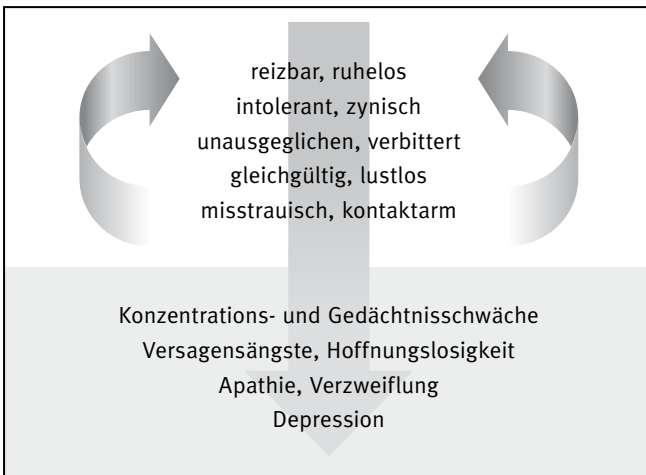 reizbar, ruhelos
intolerant, zynisch
unausgeglichen, verbittert
gleichgültig, lustlos
misstrauisch, kontaktarm
Konzentrations- und Gedächtnisschwäche
Versagensängste, Hoffnungslosigkeit
Apathie, Verzweiflung
Depression